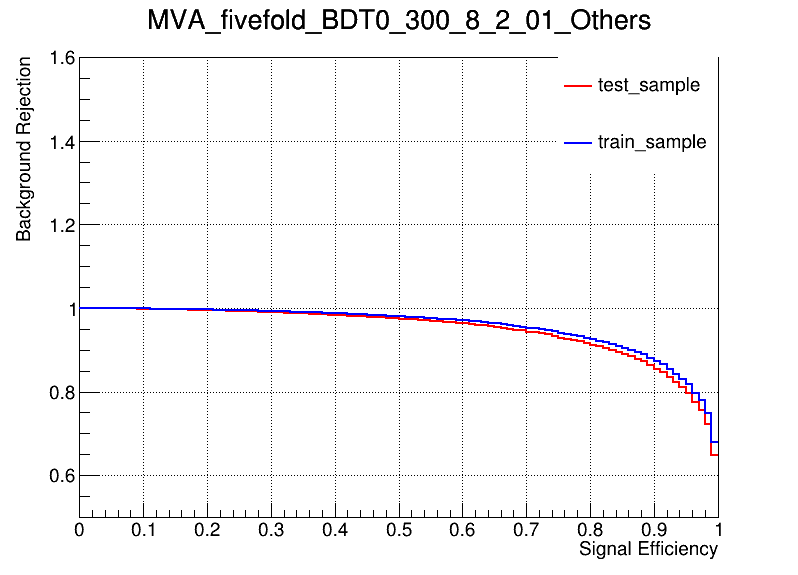 MVA_fivefold_BDT0_300_8_2_01_Others
Background Rejection
1.6
1.4
1.2
1
0.8
0.6
test_sample
train_sample
0 0.1 0.2 0.3 0.4 0.5 0.6 0.7 0.8 0.9 1
Signal Efficiency